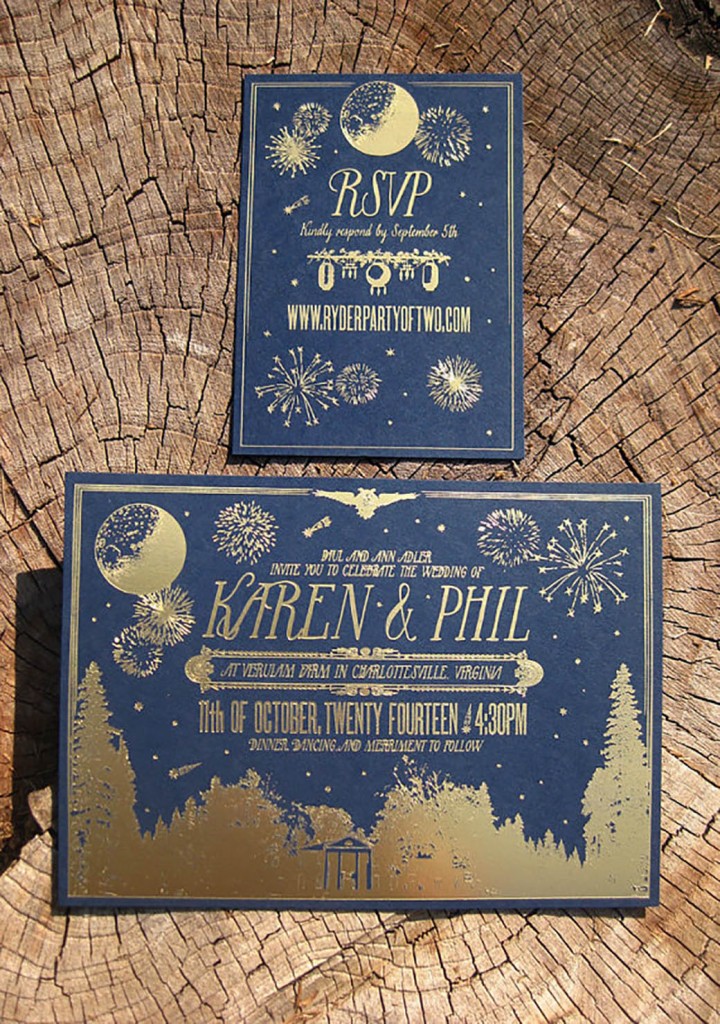 RSVP
Kindly respond by September 5th
WWW.RYDERPARTYOFTWO.COM
PAUL AND ANN ADLER
INVITE YOU TO CELEBRATE THE WEDDING OF
KAREN & PHIL
AT VERULAM FARM IN CHARLOTTESVILLE, VIRGINIA
11th OF OCTOBER, TWENTY FOURTEEN 4:30PM
DINNER, DANCING, AND MERRIMENT TO FOLLOW